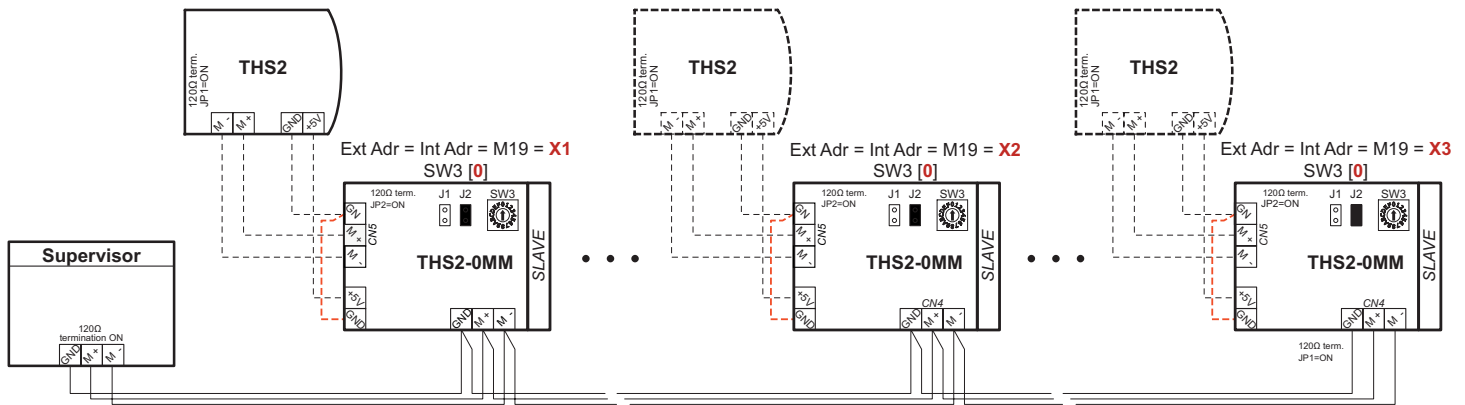 THS2
120Ω term.
JP1=ON
M -
M+
GND
+5V
Ext Adr = Int Adr = M19 = X1
SW3 [0]
120Ω term.
JP2=ON
J1
J2
SW3
GN
M +
M -
CN5
THS2-0MM
SLAVE
+5V
GND
GND
M +
M -
THS2
120Ω term.
JP1=ON
M -
M+
GND
+5V
Ext Adr = Int Adr = M19 = X2
SW3 [0]
120Ω term.
JP2=ON
J1
J2
SW3
GN
M +
M -
CN5
THS2-0MM
SLAVE
+5V
GND
CN4
GND
M +
M -
THS2
120Ω term.
JP1=ON
M -
M+
GND
+5V
Ext Adr = Int Adr = M19 = X3
SW3 [0]
120Ω term.
JP2=ON
J1
J2
SW3
GN
M +
M -
CN5
THS2-0MM
SLAVE
+5V
GND
CN4
GND
M +
M -
120Ω term.
JP1=ON
Supervisor
120Ω
termination ON
GND
M +
M -